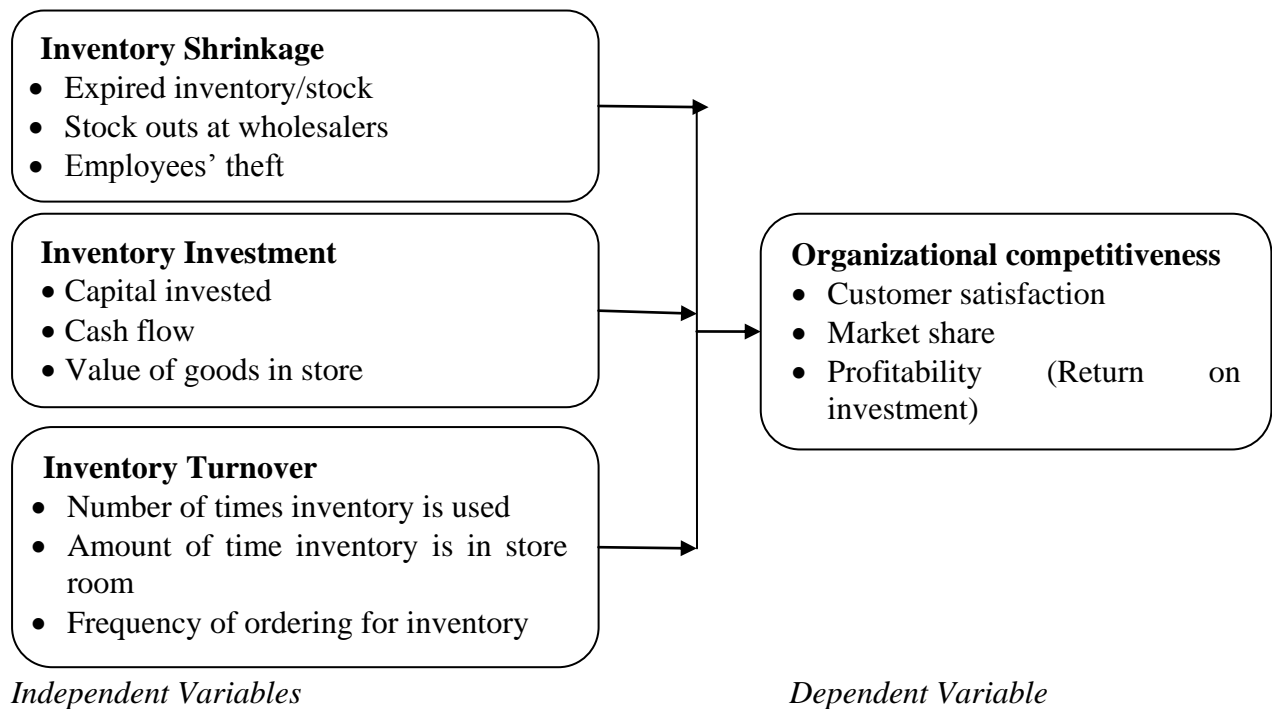 Inventory Shrinkage
• Expired inventory/stock
• Stock outs at wholesalers
• Employees’ theft
Inventory Investment
• Capital invested
• Cash flow
• Value of goods in store
Inventory Turnover
• Number of times inventory is used
• Amount of time inventory is in store
room
• Frequency of ordering for inventory
Independent Variables
Organizational competitiveness
• Customer satisfaction
• Market share
• Profitability (Return on
investment)
Dependent Variable